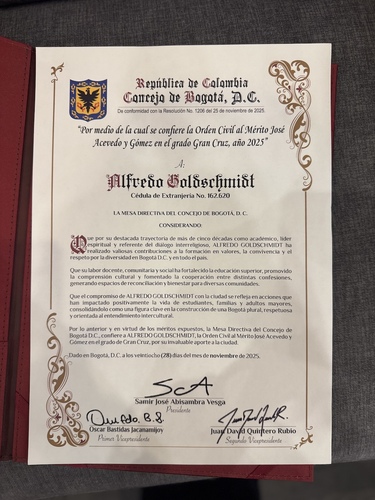 República de Colombia
Concejo de Bogotá, D.C.
De conformidad con la Resolución No. 1208 del 25 de noviembre de 2025.
"Por medio de la cual se confiere la Orden Civil al Mérito José
Acevedo y Gómez en el grado Gran Cruz, año 2025"
A:
Alfredo Goldschmidt
Cédula de Extranjería No. 162.620
LA MESA DIRECTIVA DEL CONCEJO DE BOGOTÁ, D. C.
CONSIDERANDO:
Que por su destacada trayectoria de más de cinco décadas como académico, líder
espiritual y referente del diálogo interreligioso, ALFREDO GOLDSCHMIDT ha
realizado valiosas contribuciones a la formación en valores, la convivencia y el
respeto por la diversidad en Bogotá D.C. y en todo el país.
Que su labor docente, comunitaria y social ha fortalecido la educación superior, promovido
la comprensión cultural y fomentado la cooperación entre distintas confesiones,
generando espacios de reconciliación y bienestar para diversas comunidades.
Que el compromiso de ALFREDO GOLDSCHMIDT con la ciudad se refleja en acciones que
han impactado positivamente la vida de estudiantes, familias y adultos mayores,
consolidándolo como una figura clave en la construcción de una Bogotá plural, respetuosa
y orientada al entendimiento intercultural.
Por lo anterior y en virtud de los méritos expuestos, la Mesa Directiva del Concejo de
Bogotá D.C., confiere a ALFREDO GOLDSCHMIDT, la Orden Civil al Mérito José Acevedo y
Gómez en el grado de Gran Cruz, por su invaluable aporte a la ciudad.
Dado en Bogotá, D.C. a los veintiocho (28) días del mes de noviembre de 2025.
Samir José Abisambra Vesga
Presidente
Óscar Bastidas Jacanamijoy
Primer Vicepresidente
Juan David Quintero Rubio
Segundo Vicepresidente